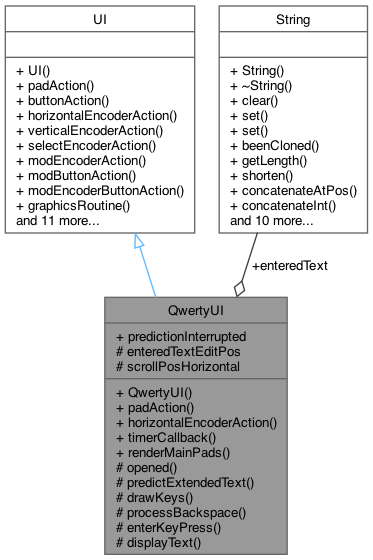 UI
+ UI()
+ padAction()
+ buttonAction()
+ horizontalEncoderAction()
+ verticalEncoderAction()
+ selectEncoderAction()
+ modEncoderAction()
+ modButtonAction()
+ modEncoderButtonAction()
+ graphicsRoutine()
and 11 more...
String
+ String()
+ ~String()
+ clear()
+ set()
+ set()
+ beenCloned()
+ getLength()
+ shorten()
+ concatenateAtPos()
+ concatenateInt()
and 10 more...
+enteredText
QwertyUI
+ predictionInterrupted
# enteredTextEditPos
# scrollPosHorizontal
+ QwertyUI()
+ padAction()
+ horizontalEncoderAction()
+ timerCallback()
+ renderMainPads()
# opened()
# predictExtendedText()
# drawKeys()
# processBackspace()
# enterKeyPress()
# displayText()